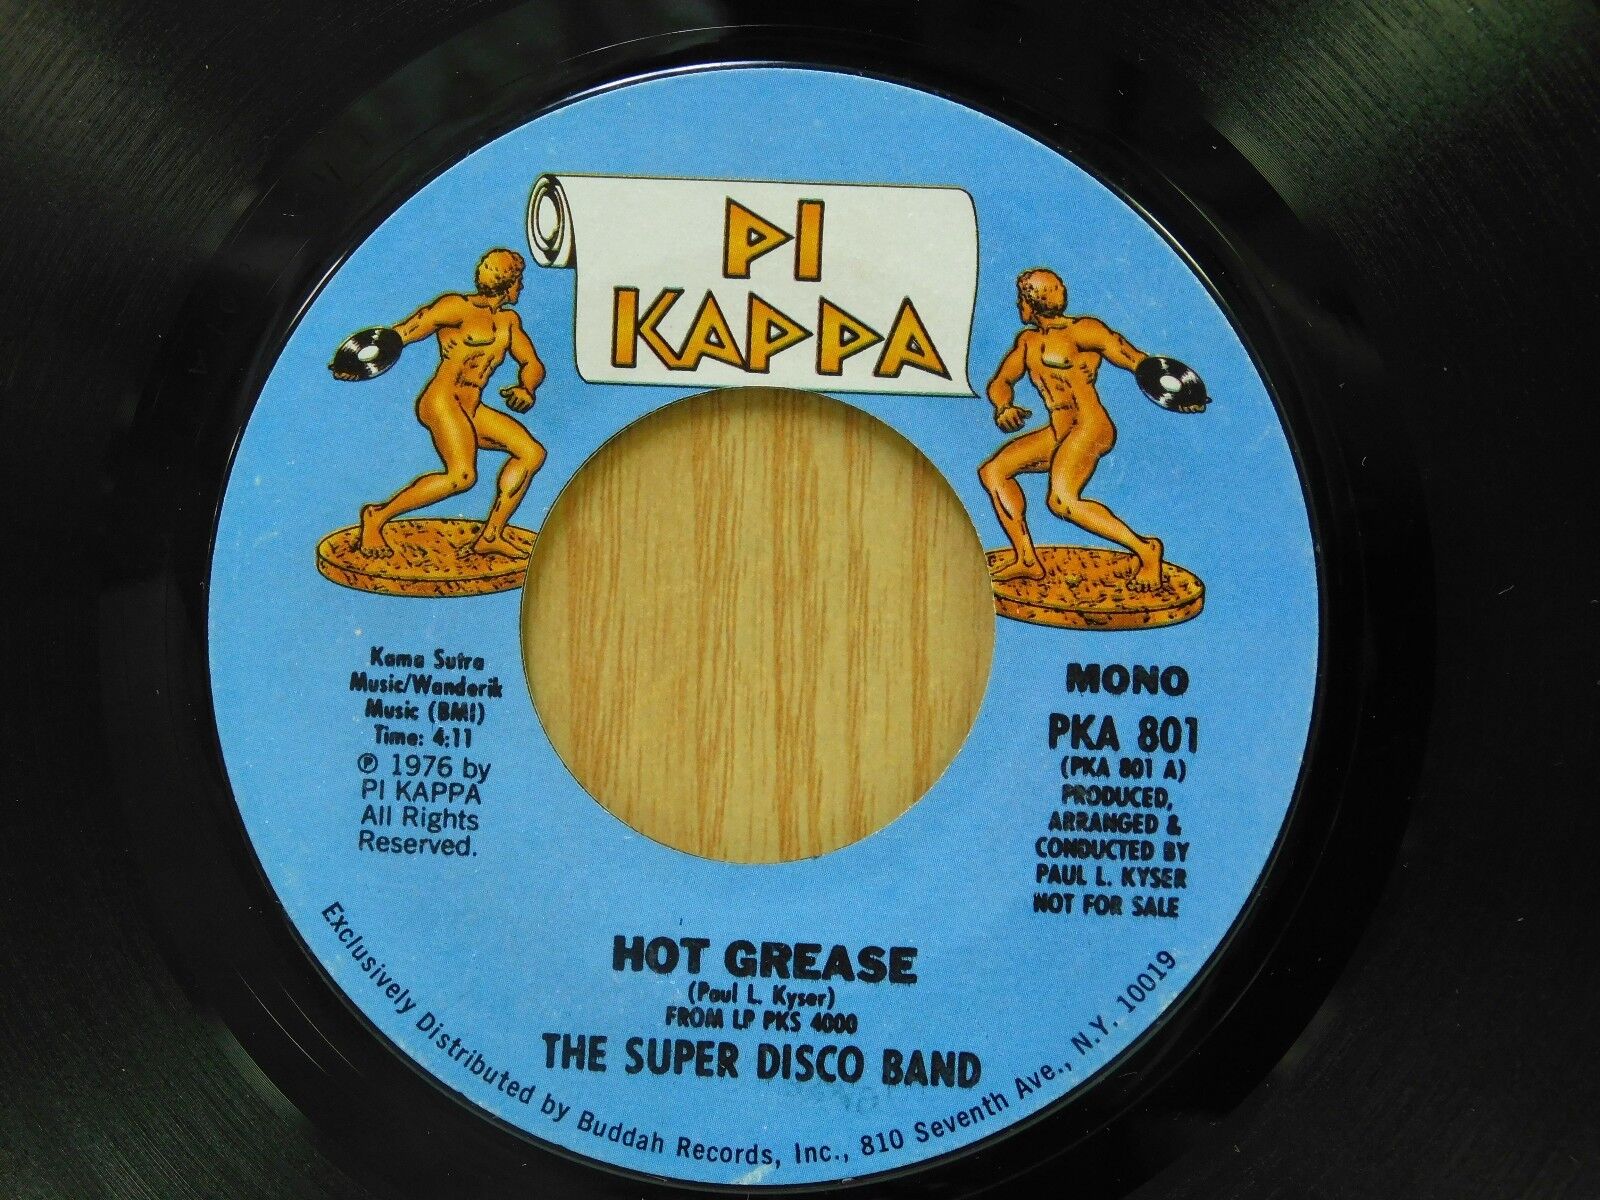 PI
KAPPA
Kama Sutra
Music/Wanderik
Music (BMI)
Time: 4:11
℗ 1976 by
PI KAPPA
All Rights
Reserved.
MONO
PKA 801
(PKA 801 A)
PRODUCED,
ARRANGED &
CONDUCTED BY
PAUL L. KYSER
NOT FOR SALE
HOT GREASE
(Paul L. Kyser)
FROM LP PKS 4000
THE SUPER DISCO BAND
Exclusively Distributed by Buddah Records, Inc., 810 Seventh Ave., N.Y. 10019